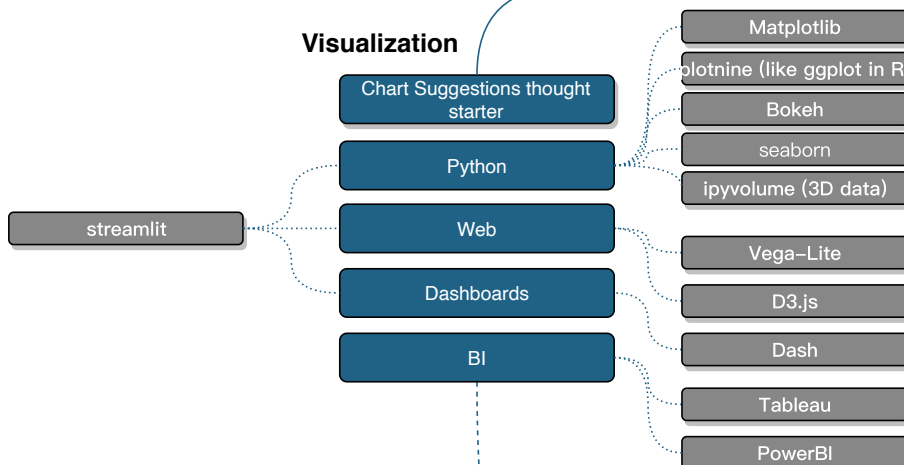 Visualization
Chart Suggestions thought
starter
Python
Web
Dashboards
BI
streamlit
Matplotlib
plotnine (like ggplot in R
Bokeh
seaborn
ipyvolume (3D data)
Vega-Lite
D3.js
Dash
Tableau
PowerBI